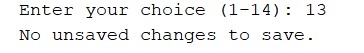 Enter your choice (1-14): 13
No unsaved changes to save.